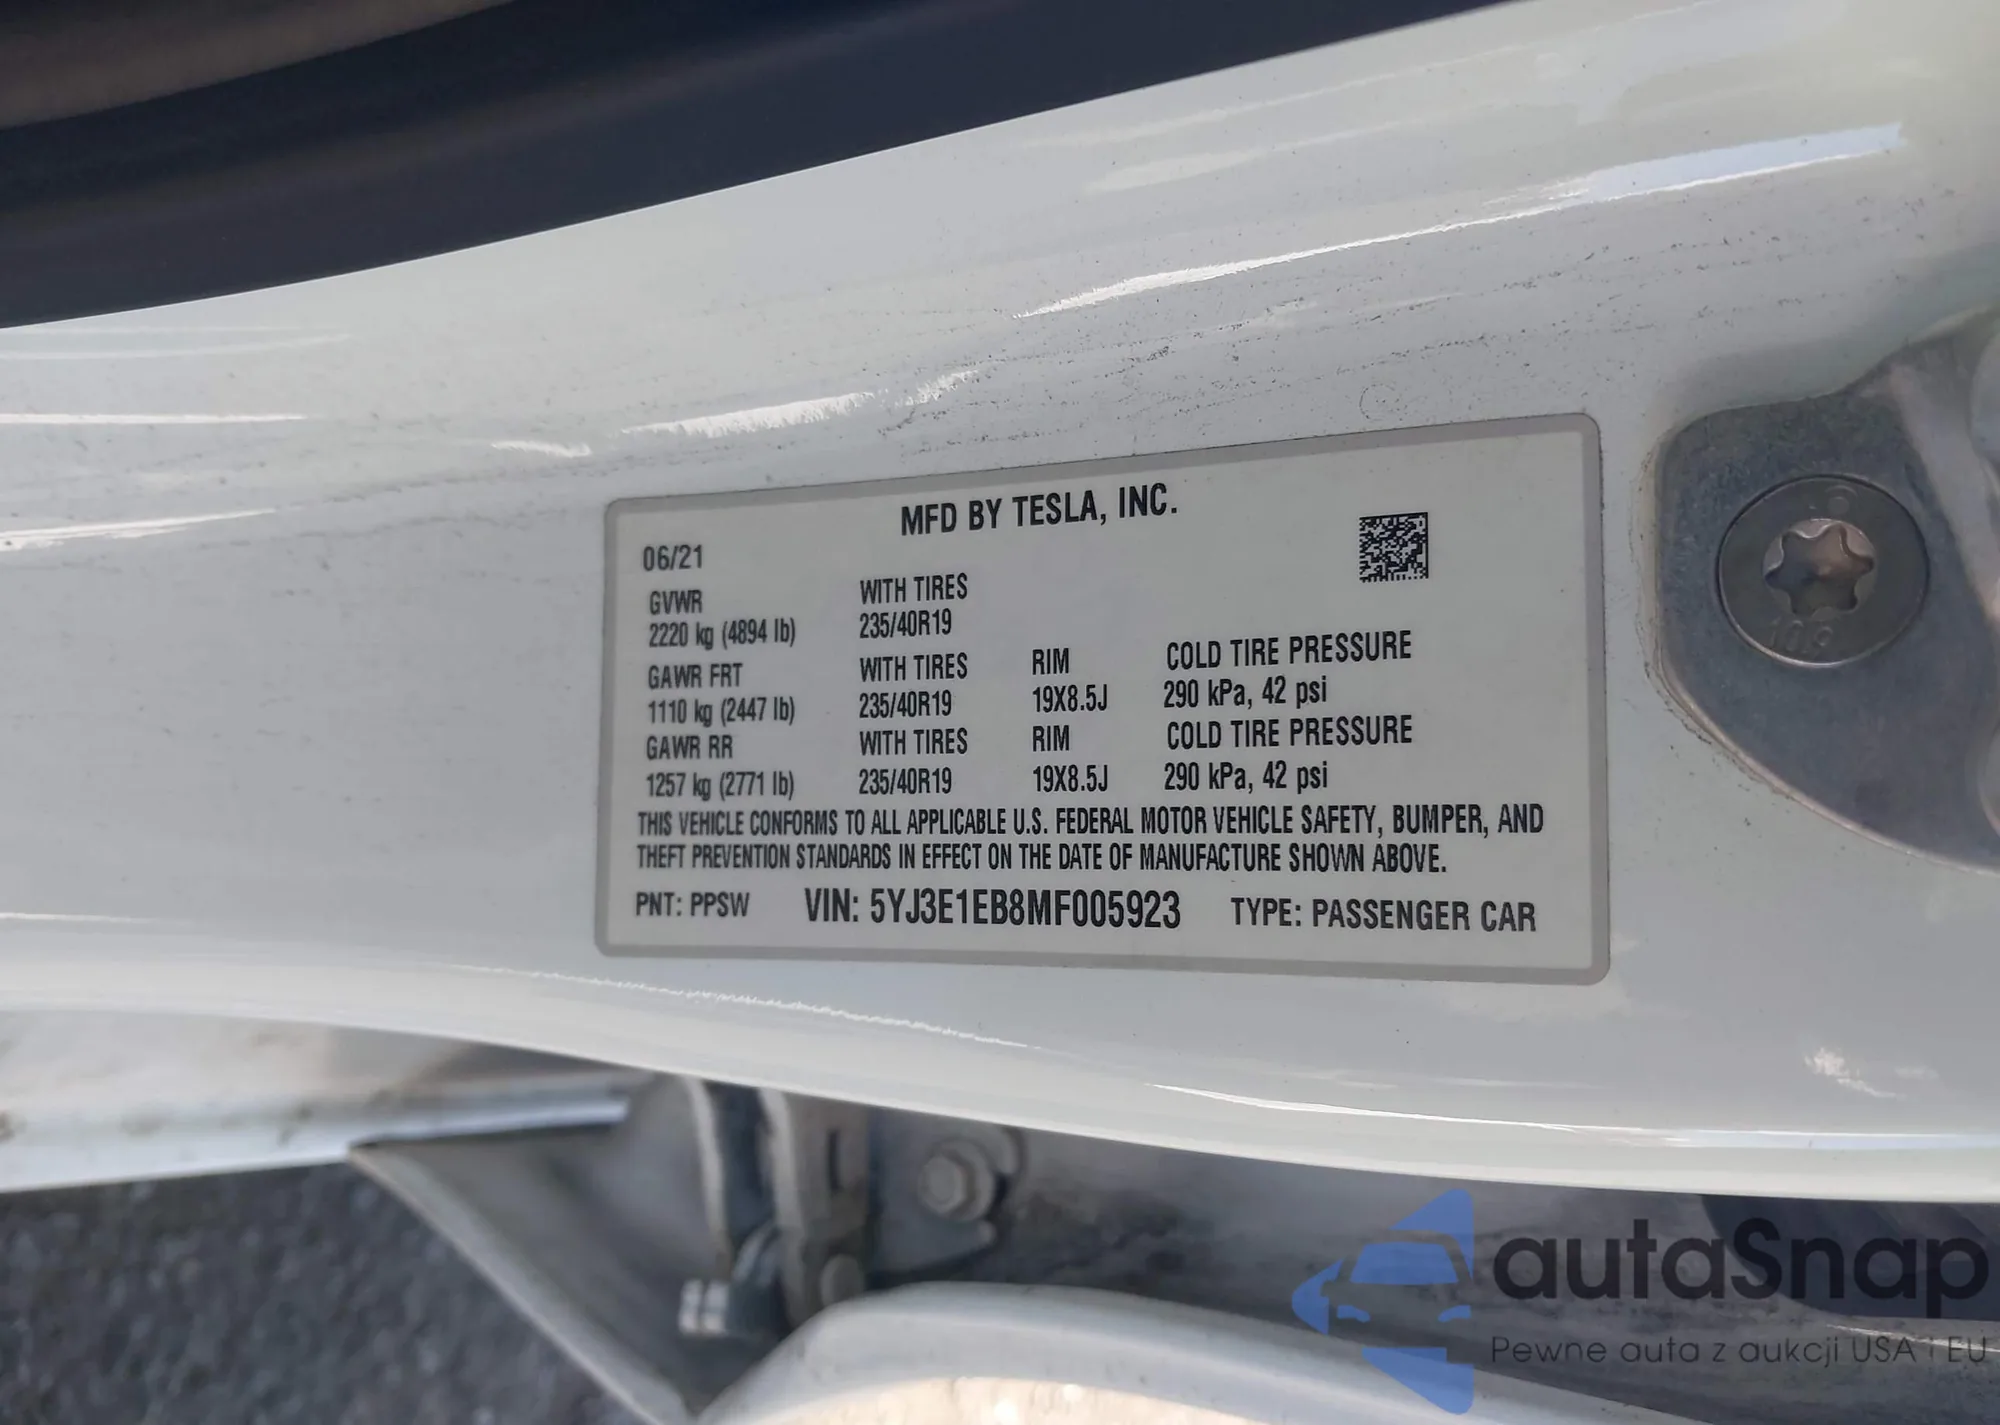 MFD BY TESLA, INC.
06/21
GVWR WITH TIRES
2220 kg (4894 lb) 235/40R19
GAWR FRT WITH TIRES RIM COLD TIRE PRESSURE
1110 kg (2447 lb) 235/40R19 19X8.5J 290 kPa, 42 psi
GAWR RR WITH TIRES RIM COLD TIRE PRESSURE
1257 kg (2771 lb) 235/40R19 19X8.5J 290 kPa, 42 psi
THIS VEHICLE CONFORMS TO ALL APPLICABLE U.S. FEDERAL MOTOR VEHICLE SAFETY, BUMPER, AND
THEFT PREVENTION STANDARDS IN EFFECT ON THE DATE OF MANUFACTURE SHOWN ABOVE.
PNT: PPSW VIN: 5YJ3E1EB8MF005923 TYPE: PASSENGER CAR
10.9
autaSnap
Pewne auta z aukcji USA i EU